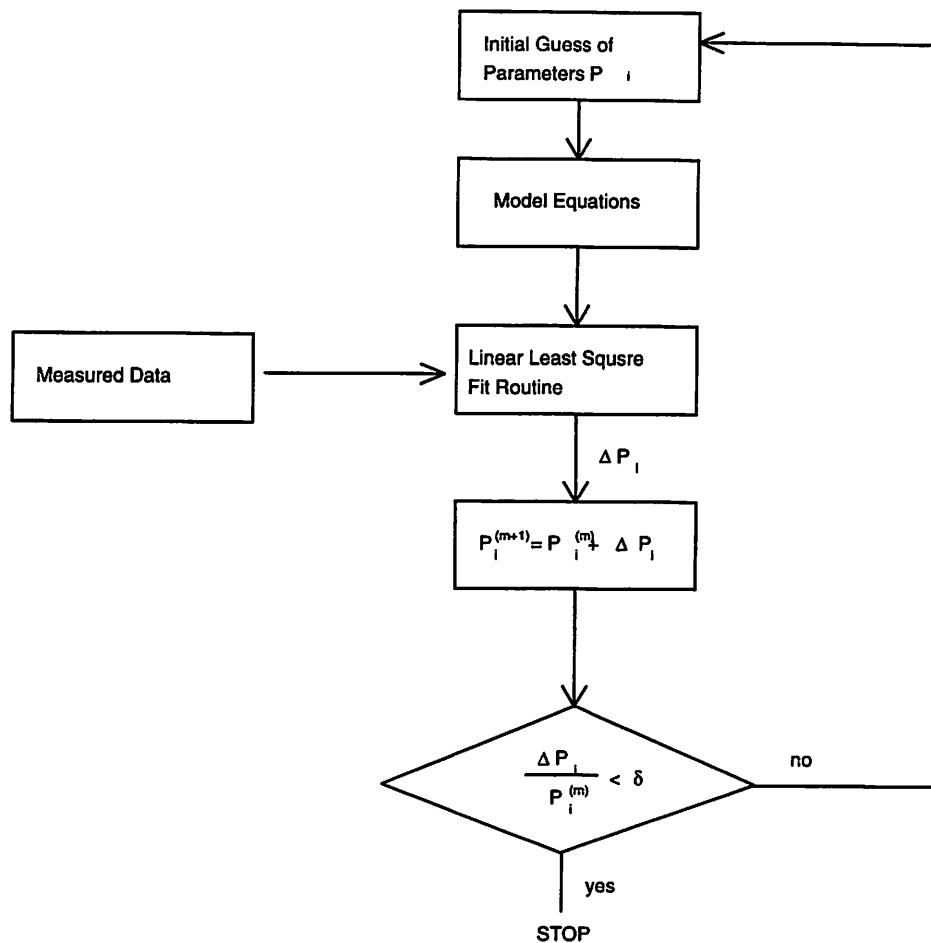 Initial Guess of
Parameters P i
Model Equations
Measured Data
Linear Least Squsre
Fit Routine
Δ P i
P i (m+1) = P i (m) + Δ P i
Δ P i
P i (m)
< δ
no
yes
STOP